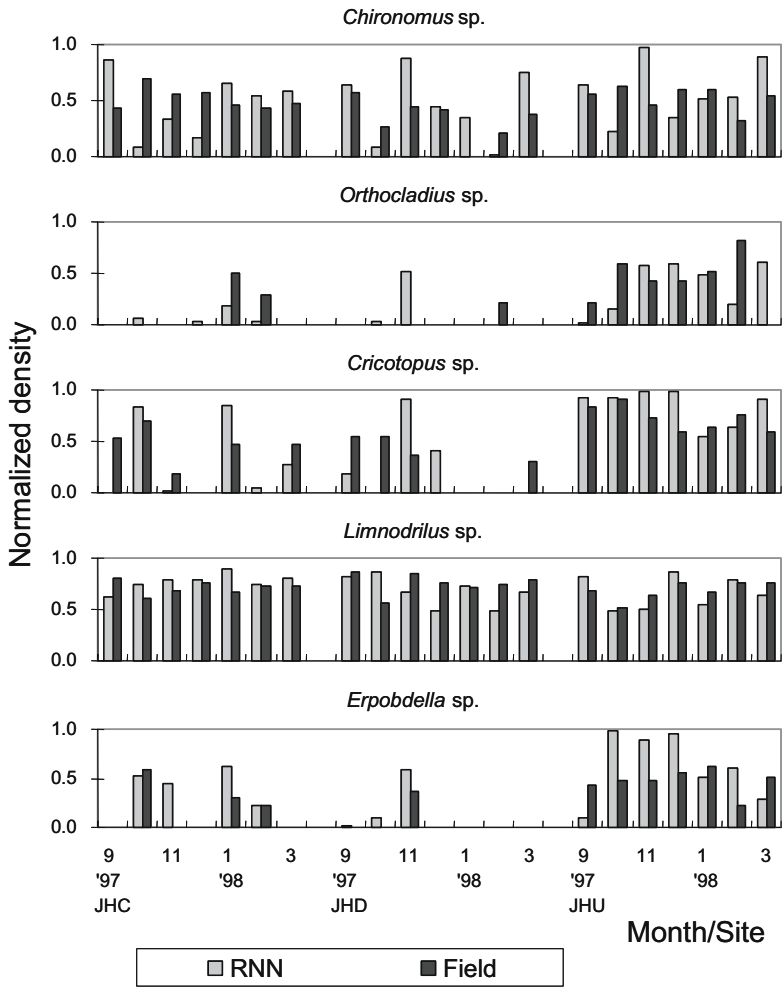 Chironomus sp.
1.0
0.5
0.0
Orthocladius sp.
1.0
0.5
0.0
Cricotopus sp.
1.0
0.5
0.0
Limnodrilus sp.
1.0
0.5
0.0
Erpobdella sp.
1.0
0.5
0.0
Normalized density
9 11 1 3 9 11 1 3 9 11 1 3
'97 '98 '97 '98 '97 '98
JHC JHD JHU
Month/Site
RNN Field